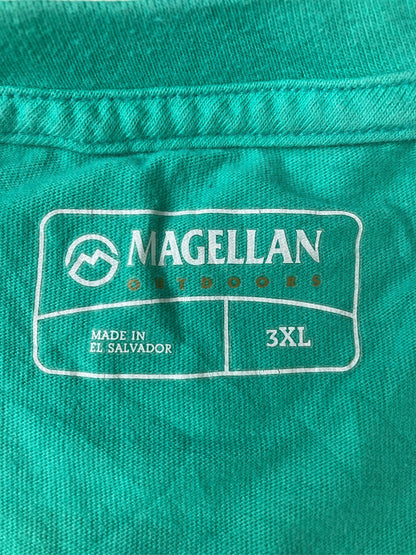 MAGELLAN
OUTDOORS
MADE IN
EL SALVADOR
3XL